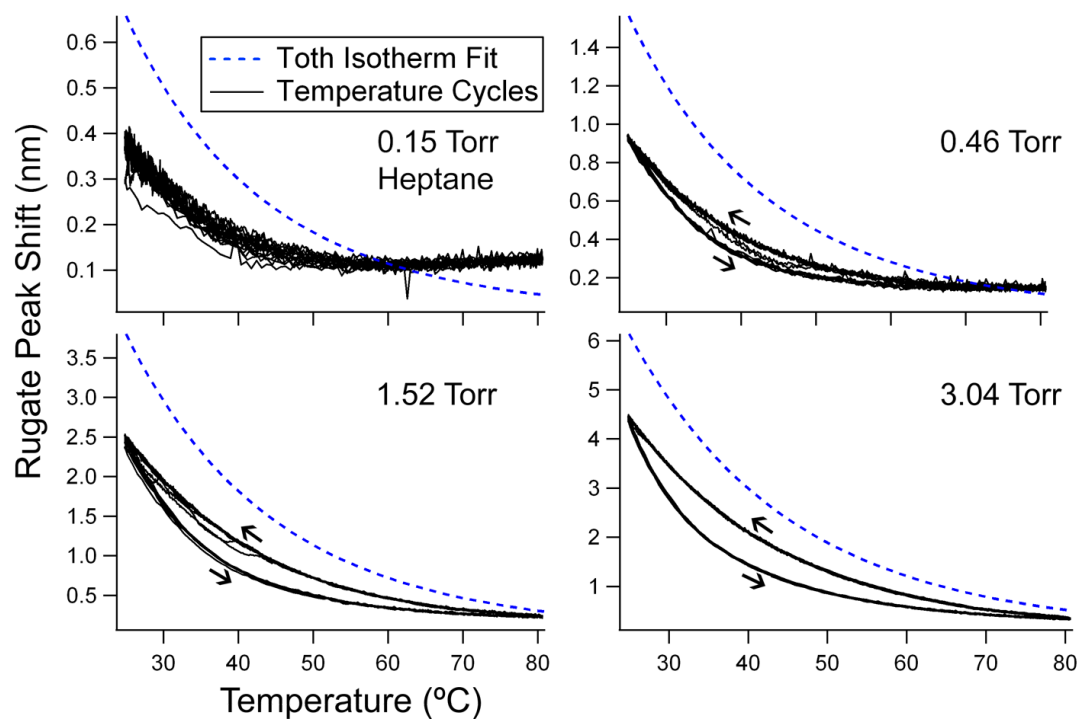 Rugate Peak Shift (nm)
0.6
0.5
0.4
0.3
0.2
0.1
Toth Isotherm Fit
Temperature Cycles
0.15 Torr
Heptane
1.4
1.2
1.0
0.8
0.6
0.4
0.2
0.46 Torr
3.5
3.0
2.5
2.0
1.5
1.0
0.5
1.52 Torr
30 40 50 60 70 80
6
5
4
3
2
1
3.04 Torr
30 40 50 60 70 80
Temperature (ºC)